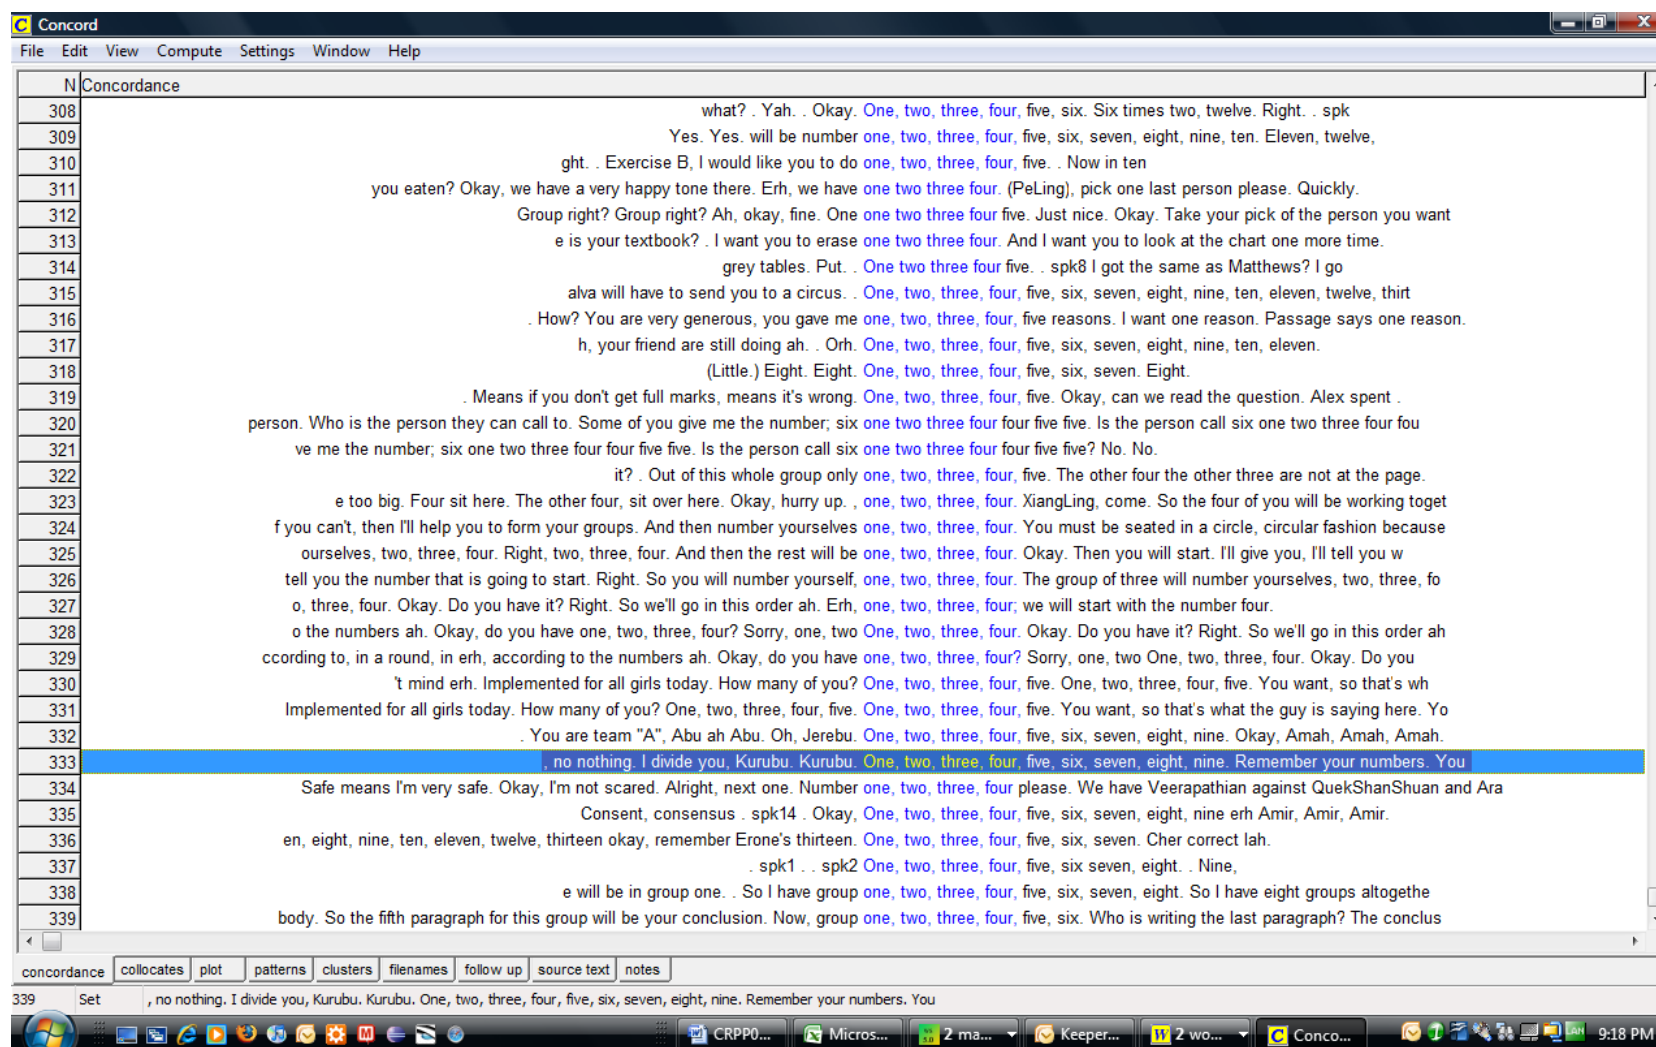 Concord
File Edit View Compute Settings Window Help
N Concordance
308 what? . Yah. . Okay. One, two, three, four, five, six. Six times two, twelve. Right. . spk
309 Yes. Yes. will be number one, two, three, four, five, six, seven, eight, nine, ten. Eleven, twelve,
310 ght. . Exercise B, I would like you to do one, two, three, four, five. . Now in ten
311 you eaten? Okay, we have a very happy tone there. Erh, we have one two three four. (PeLing), pick one last person please. Quickly.
312 Group right? Group right? Ah, okay, fine. One one two three four five. Just nice. Okay. Take your pick of the person you want
313 e is your textbook? . I want you to erase one two three four. And I want you to look at the chart one more time.
314 grey tables. Put. . One two three four five. . spk8 I got the same as Matthews? I go
315 alva will have to send you to a circus. . One, two, three, four, five, six, seven, eight, nine, ten, eleven, twelve, thirt
316 . How? You are very generous, you gave me one, two, three, four, five reasons. I want one reason. Passage says one reason.
317 h, your friend are still doing ah. . Orh. One, two, three, four, five, six, seven, eight, nine, ten, eleven.
318 (Little.) Eight. Eight. One, two, three, four, five, six, seven. Eight.
319 . Means if you don't get full marks, means it's wrong. One, two, three, four, five. Okay, can we read the question. Alex spent .
320 person. Who is the person they can call to. Some of you give me the number; six one two three four four five five. Is the person call six one two three four fou
321 ve me the number; six one two three four four five five. Is the person call six one two three four four five five? No. No.
322 it? . Out of this whole group only one, two, three, four, five. The other four the other three are not at the page.
323 e too big. Four sit here. The other four, sit over here. Okay, hurry up. , one, two, three, four. XiangLing, come. So the four of you will be working toget
324 f you can't, then I'll help you to form your groups. And then number yourselves one, two, three, four. You must be seated in a circle, circular fashion because
325 ourselves, two, three, four. Right, two, three, four. And then the rest will be one, two, three, four. Okay. Then you will start. I'll give you, I'll tell you w
326 tell you the number that is going to start. Right. So you will number yourself, one, two, three, four. The group of three will number yourselves, two, three, fo
327 o, three, four. Okay. Do you have it? Right. So we'll go in this order ah. Erh, one, two, three, four; we will start with the number four.
328 o the numbers ah. Okay, do you have one, two, three, four? Sorry, one, two One, two, three, four. Okay. Do you have it? Right. So we'll go in this order ah
329 ccording to, in a round, in erh, according to the numbers ah. Okay, do you have one, two, three, four? Sorry, one, two One, two, three, four. Okay. Do you
330 't mind erh. Implemented for all girls today. How many of you? One, two, three, four, five. One, two, three, four, five. You want, so that's wh
331 Implemented for all girls today. How many of you? One, two, three, four, five. One, two, three, four, five. You want, so that's what the guy is saying here. Yo
332 . You are team "A", Abu ah Abu. Oh, Jerebu. One, two, three, four, five, six, seven, eight, nine. Okay, Amah, Amah, Amah.
333 , no nothing. I divide you, Kurubu. Kurubu. One, two, three, four, five, six, seven, eight, nine. Remember your numbers. You
334 Safe means I'm very safe. Okay, I'm not scared. Alright, next one. Number one, two, three, four please. We have Veerapathian against QuekShanShuan and Ara
335 Consent, consensus . spk14 . Okay, One, two, three, four, five, six, seven, eight, nine erh Amir, Amir, Amir.
336 en, eight, nine, ten, eleven, twelve, thirteen okay, remember Erone's thirteen. One, two, three, four, five, six, seven. Cher correct lah.
337 . spk1 . . spk2 One, two, three, four, five, six seven, eight. . Nine,
338 e will be in group one. . So I have group one, two, three, four, five, six, seven, eight. So I have eight groups altogethe
339 body. So the fifth paragraph for this group will be your conclusion. Now, group one, two, three, four, five, six. Who is writing the last paragraph? The conclus
concordance collocates plot patterns clusters filenames follow up source text notes
339 Set , no nothing. I divide you, Kurubu. Kurubu. One, two, three, four, five, six, seven, eight, nine. Remember your numbers. You
CRPP0... Micros... 2 ma... Keeper... 2 wo... Conco... 9:18 PM